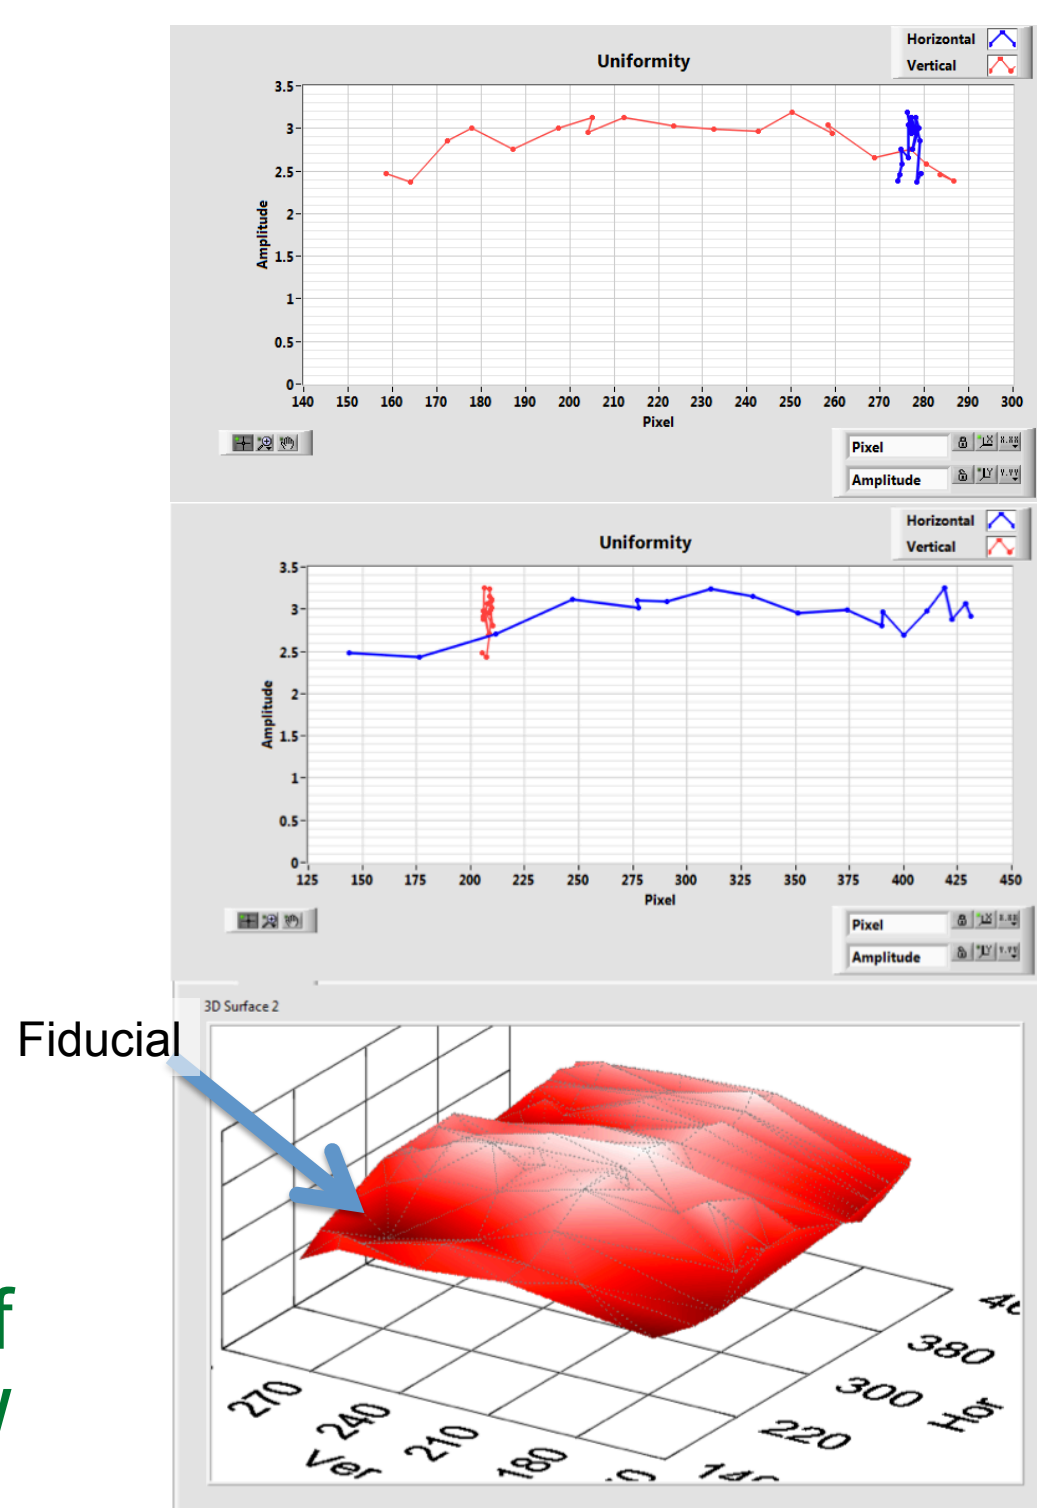 Horizontal
Uniformity
Vertical
3.5
3
2.5
2
1.5
1
0.5
0
Amplitude
140 150 160 170 180 190 200 210 220 230 240 250 260 270 280 290 300
Pixel
Pixel
Amplitude
Horizontal
Uniformity
Vertical
3.5
3
2.5
2
1.5
1
0.5
0
Amplitude
125 150 175 200 225 250 275 300 325 350 375 400 425 450
Pixel
Pixel
Amplitude
3D Surface 2
Fiducial
380
300
Hor
220
270
240
210
180
Ver